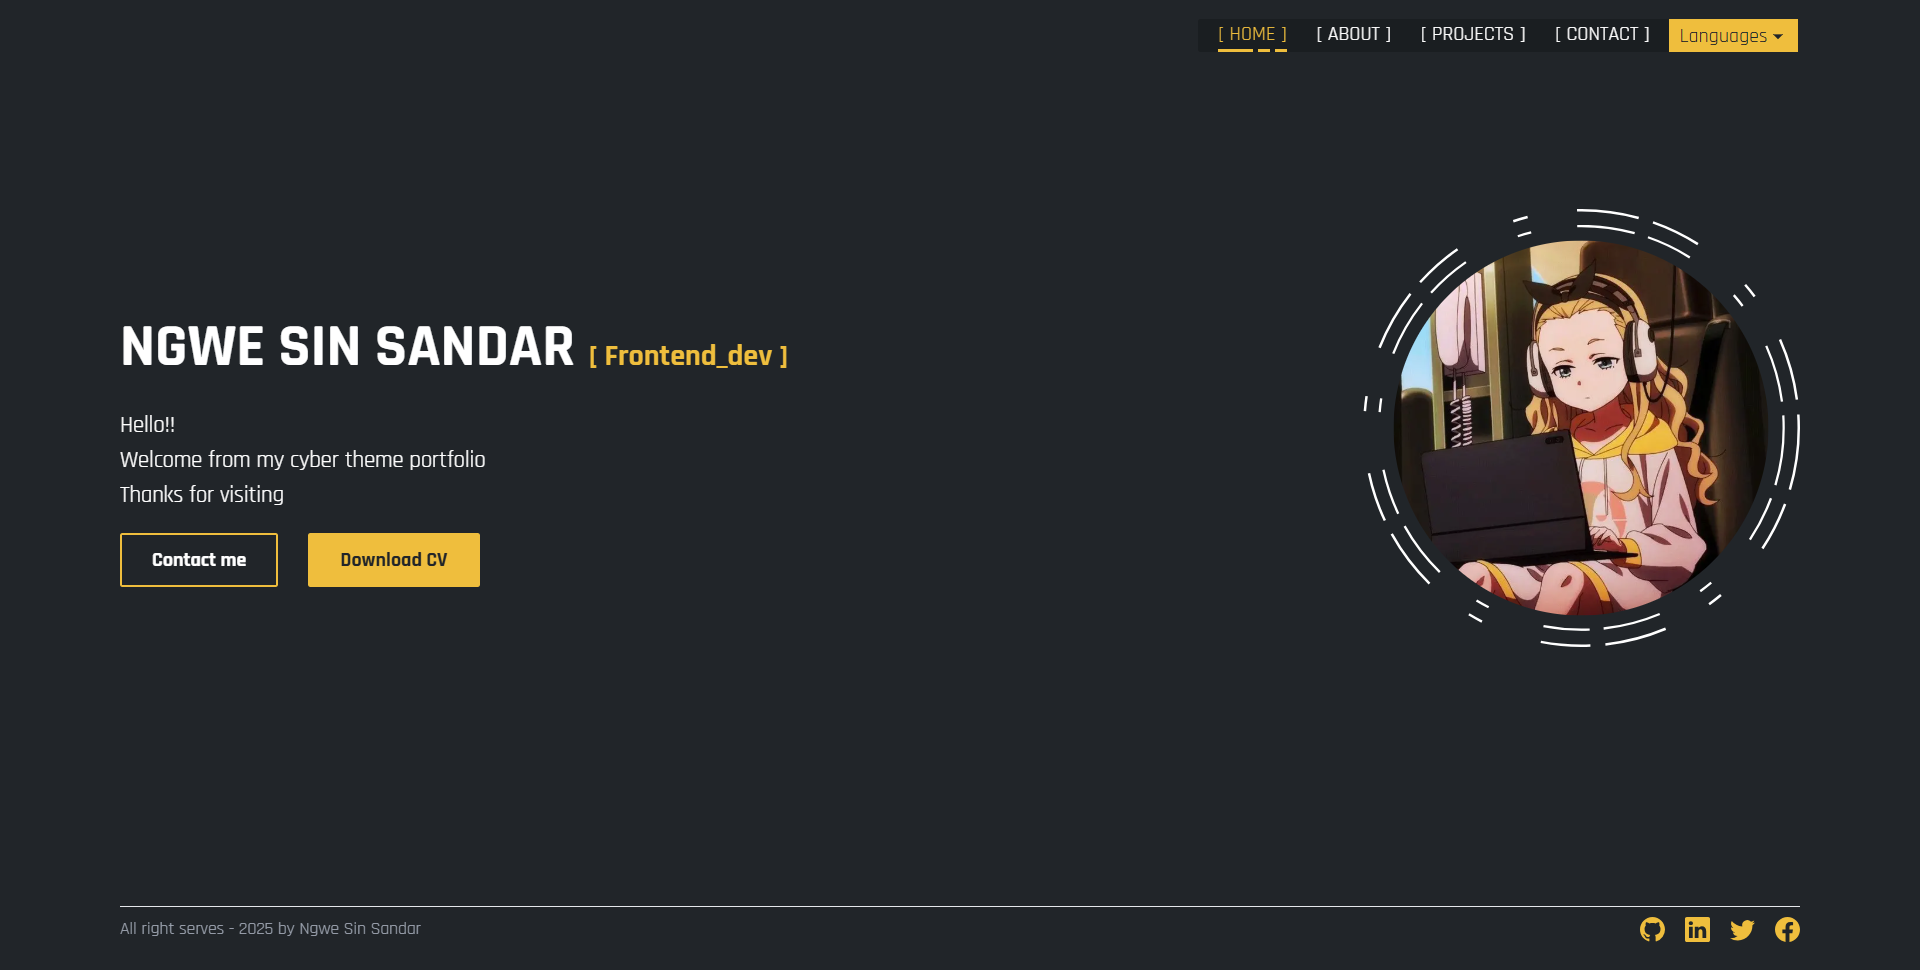 [ HOME ] [ ABOUT ] [ PROJECTS ] [ CONTACT ] Languages
NGWE SIN SANDAR [ Frontend_dev ]
Hello!!
Welcome from my cyber theme portfolio
Thanks for visiting
Contact me Download CV
All right serves - 2025 by Ngwe Sin Sandar